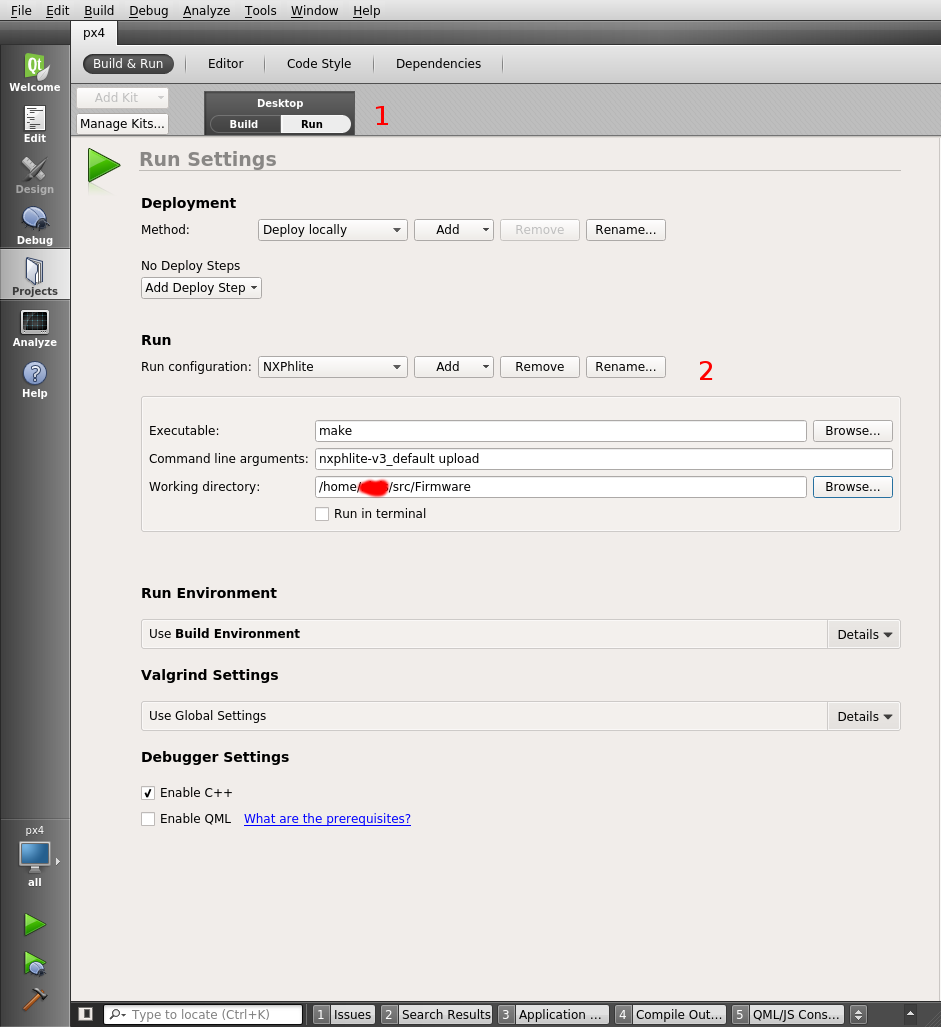 File Edit Build Debug Analyze Tools Window Help
px4
Build & Run Editor Code Style Dependencies
Welcome
Edit
Design
Debug
Projects
Analyze
Help
Add Kit
Manage Kits...
Desktop
Build Run
1
Run Settings
Deployment
Method: Deploy locally Add Remove Rename...
No Deploy Steps
Add Deploy Step
Run
Run configuration: NXPhlite Add Remove Rename...
2
Executable: make Browse...
Command line arguments: nxphlite-v3_default upload
Working directory: /home/ /src/Firmware Browse...
Run in terminal
Run Environment
Use Build Environment Details
Valgrind Settings
Use Global Settings Details
Debugger Settings
Enable C++
Enable QML What are the prerequisites?
px4
all
Type to locate (Ctrl+K) 1 Issues 2 Search Results 3 Application ... 4 Compile Out... 5 QML/JS Cons...